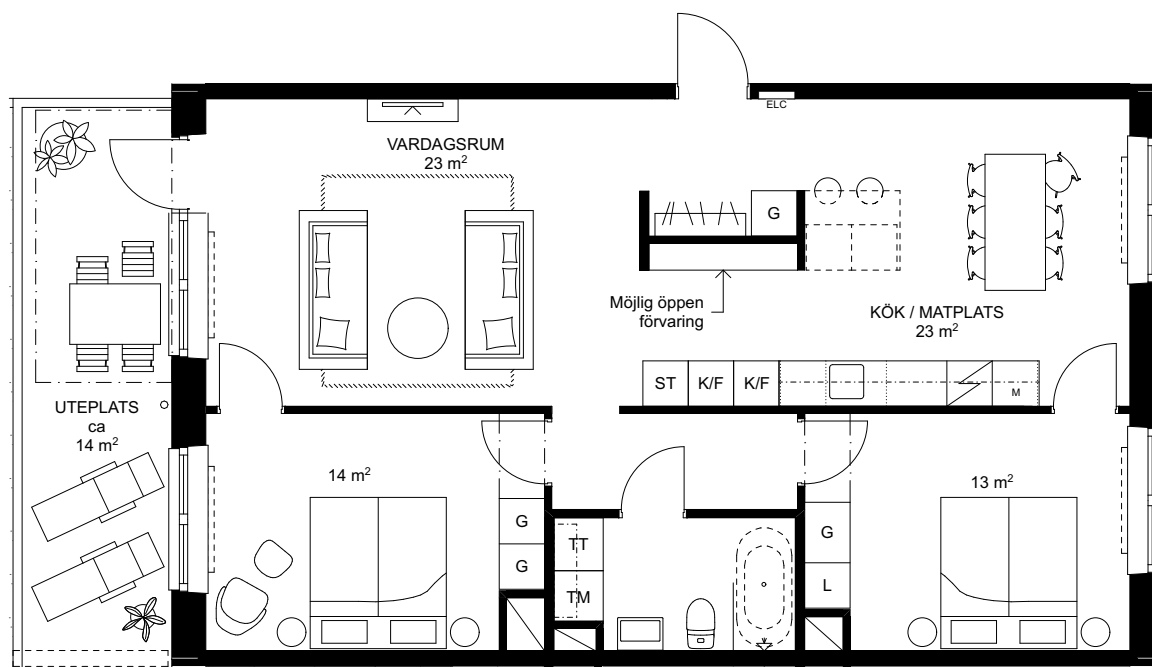 ELC
VARDAGSRUM
23 m²
G
Möjlig öppen
förvaring
KÖK / MATPLATS
23 m²
ST
K/F
K/F
M
UTEPLATS
ca
14 m²
14 m²
13 m²
G
G
TT
TM
G
L